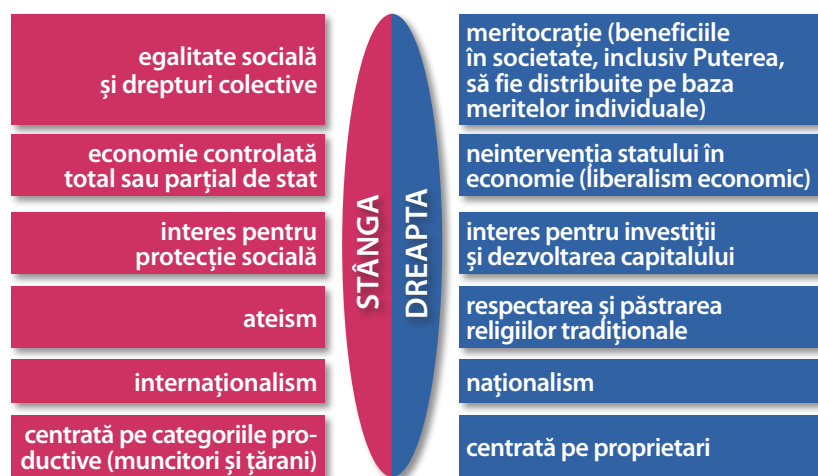 egalitate socială
și drepturi colective
economie controlată
total sau parțial de stat
interes pentru
protecție socială
ateism
internaționalism
centrată pe categoriile pro-
ductive (muncitori și țărani)
STÂNGA
DREAPTA
meritocrație (beneficiile
în societate, inclusiv Puterea,
să fie distribuite pe baza
meritelor individuale)
neintervenția statului în
economie (liberalism economic)
interes pentru investiții
și dezvoltarea capitalului
respectarea și păstrarea
religiilor tradiționale
naționalism
centrată pe proprietari